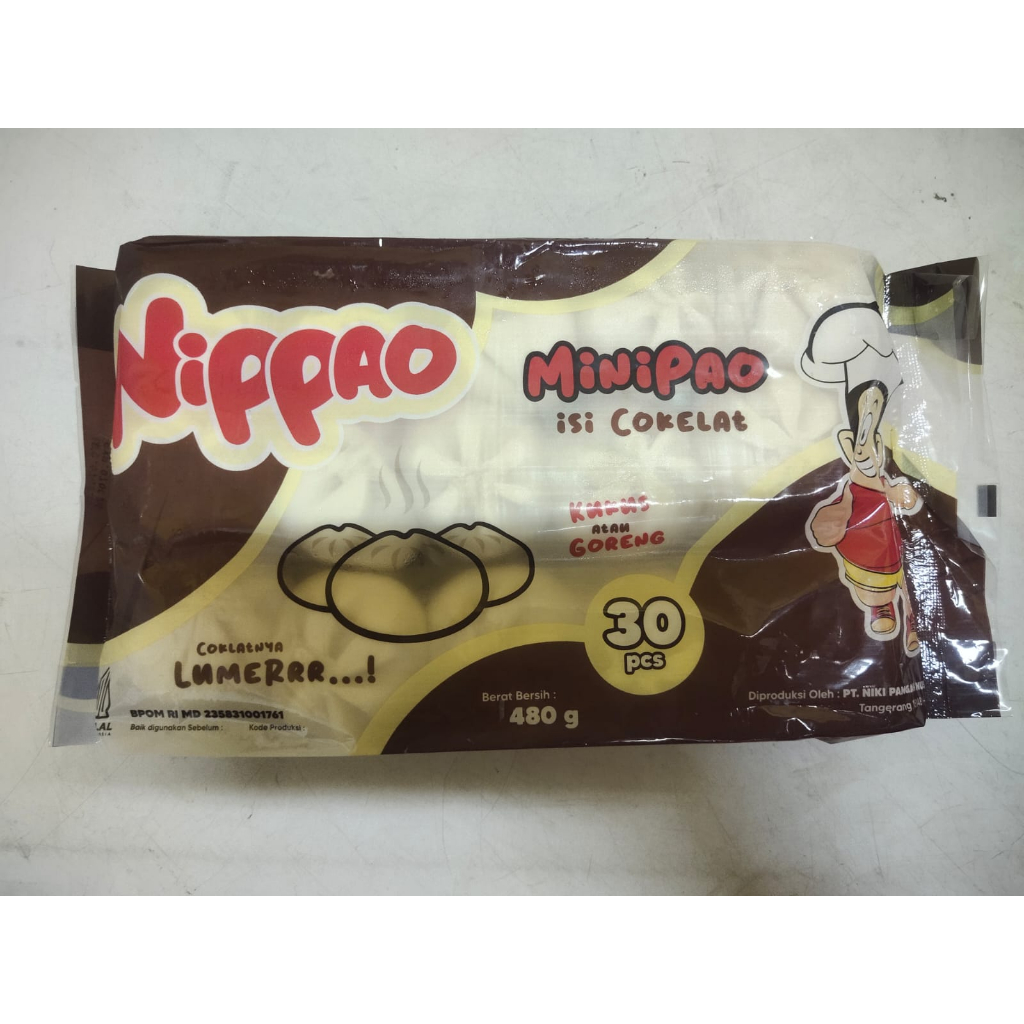 Nippao
MiniPao
isi Cokelat
Kukus
atau
Goreng
30
pcs
Coklatnya
Lumerrr...!
BPOM RI MD 235831001761
Baik digunakan Sebelum : Kode Produksi :
Berat Bersih :
480 g
Diproduksi Oleh : PT. NIKI
Tangerang